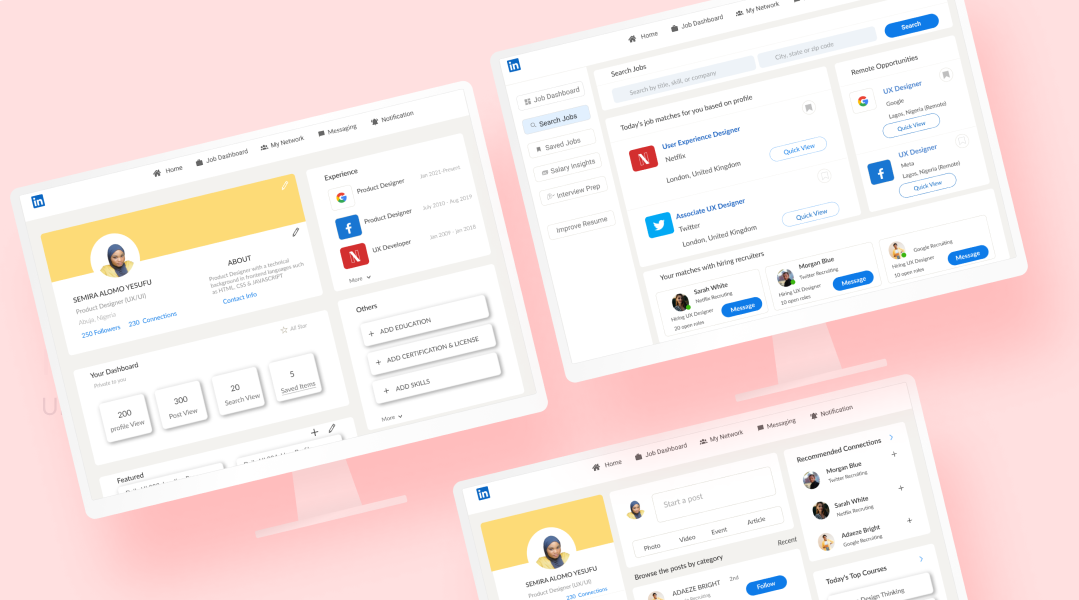 in
Home
Job Dashboard
My Network
Messaging
Notification
SEMIRA ALOMO YESUFU
Product Designer (UX/UI)
Abuja, Nigeria
250 Followers
230 Connections
ABOUT
Product Designer with a technical
background in frontend languages such
as HTML, CSS & JAVASCRIPT
Contact Info
Your Dashboard
Private to you
All Star
200
profile View
300
Post View
20
Search View
5
Saved Items
Featured
Experience
Product Designer
Jan 2021-Present
Product Designer
July 2010 - Aug 2019
UX Developer
Jan 2009 - Jan 2018
More
Others
+ ADD EDUCATION
+ ADD CERTIFICATION & LICENSE
+ ADD SKILLS
More
in
Home
Job Dashboard
My Network
Job Dashboard
Search Jobs
Saved Jobs
Salary Insights
Interview Prep
Improve Resume
Search Jobs
Search by title, skill, or company
City, state or zip code
Search
Today's job matches for you based on profile
User Experience Designer
Netflix
London, United Kingdom
Quick View
Associate UX Designer
Twitter
London, United Kingdom
Quick View
Remote Opportunities
UX Designer
Google
Lagos, Nigeria (Remote)
Quick View
UX Designer
Meta
Lagos, Nigeria (Remote)
Quick View
Your matches with hiring recruiters
Sarah White
Netflix Recruiting
Hiring UX Designer
20 open roles
Message
Morgan Blue
Twitter Recruiting
Hiring UX Designer
10 open roles
Message
Google Recruiting
Hiring UX Designer
10 open roles
Message
in
Home
Job Dashboard
My Network
Messaging
Notification
SEMIRA ALOMO YESUFU
Product Designer (UX/UI)
230 Connections
Start a post
Photo
Video
Event
Article
Browse the posts by category
Recent
ADAEZE BRIGHT
2nd
Recruiting
Follow
Recommended Connections
Morgan Blue
Twitter Recruiting
Sarah White
Netflix Recruiting
Adaeze Bright
Google Recruiting
Today's Top Courses
Design Thinking